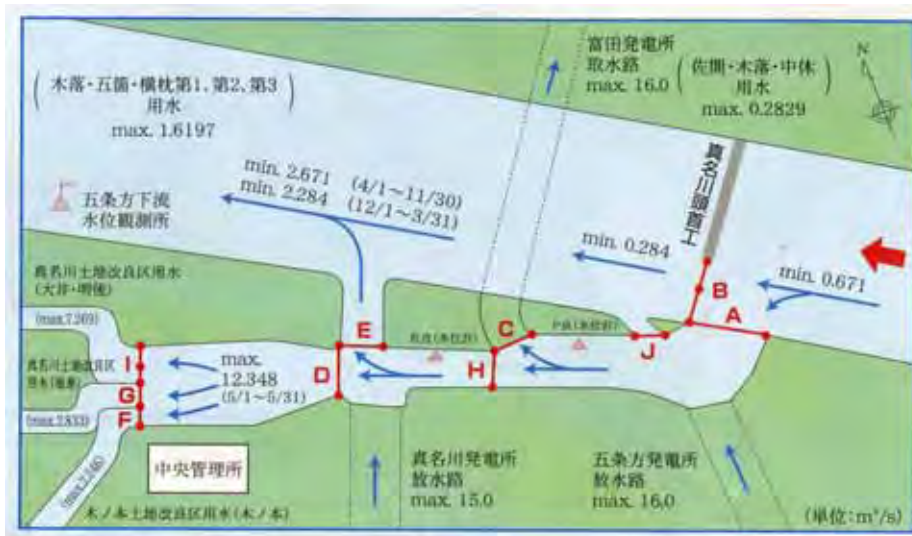 富田発電所
取水路
max. 16.0
(佐開・木落・中休
用水)
max. 0.2829
N
(木落・五箇・横枕第1、第2、第3
用水)
max. 1.6197
真名川頭首工
min. 2.671 (4/1~11/30)
min. 2.284 (12/1~3/31)
五条方下流
水位観測所
min. 0.284
min. 0.671
真名川土地改良区用水
(大井・明後)
(max.7.269)
B
A
E
C
J
I
D
H
G
F
max.
12.348
(5/1~5/31)
真名川土地改良区
(max.2.833)
中央管理所
真名川発電所
放水路
max. 15.0
五条方発電所
放水路
max. 16.0
木ノ本土地改良区用水(木ノ本)
(単位:m³/s)